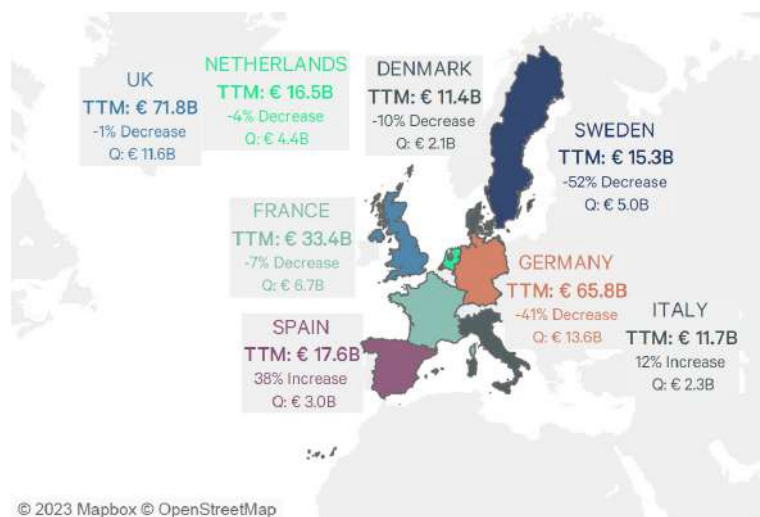 UK
TTM: € 71.8B
-1% Decrease
Q: € 11.6B
NETHERLANDS
TTM: € 16.5B
-4% Decrease
Q: € 4.4B
DENMARK
TTM: € 11.4B
-10% Decrease
Q: € 2.1B
SWEDEN
TTM: € 15.3B
-52% Decrease
Q: € 5.0B
FRANCE
TTM: € 33.4B
-7% Decrease
Q: € 6.7B
GERMANY
TTM: € 65.8B
-41% Decrease
Q: € 13.6B
ITALY
TTM: € 11.7B
12% Increase
Q: € 2.3B
SPAIN
TTM: € 17.6B
38% Increase
Q: € 3.0B
© 2023 Mapbox © OpenStreetMap